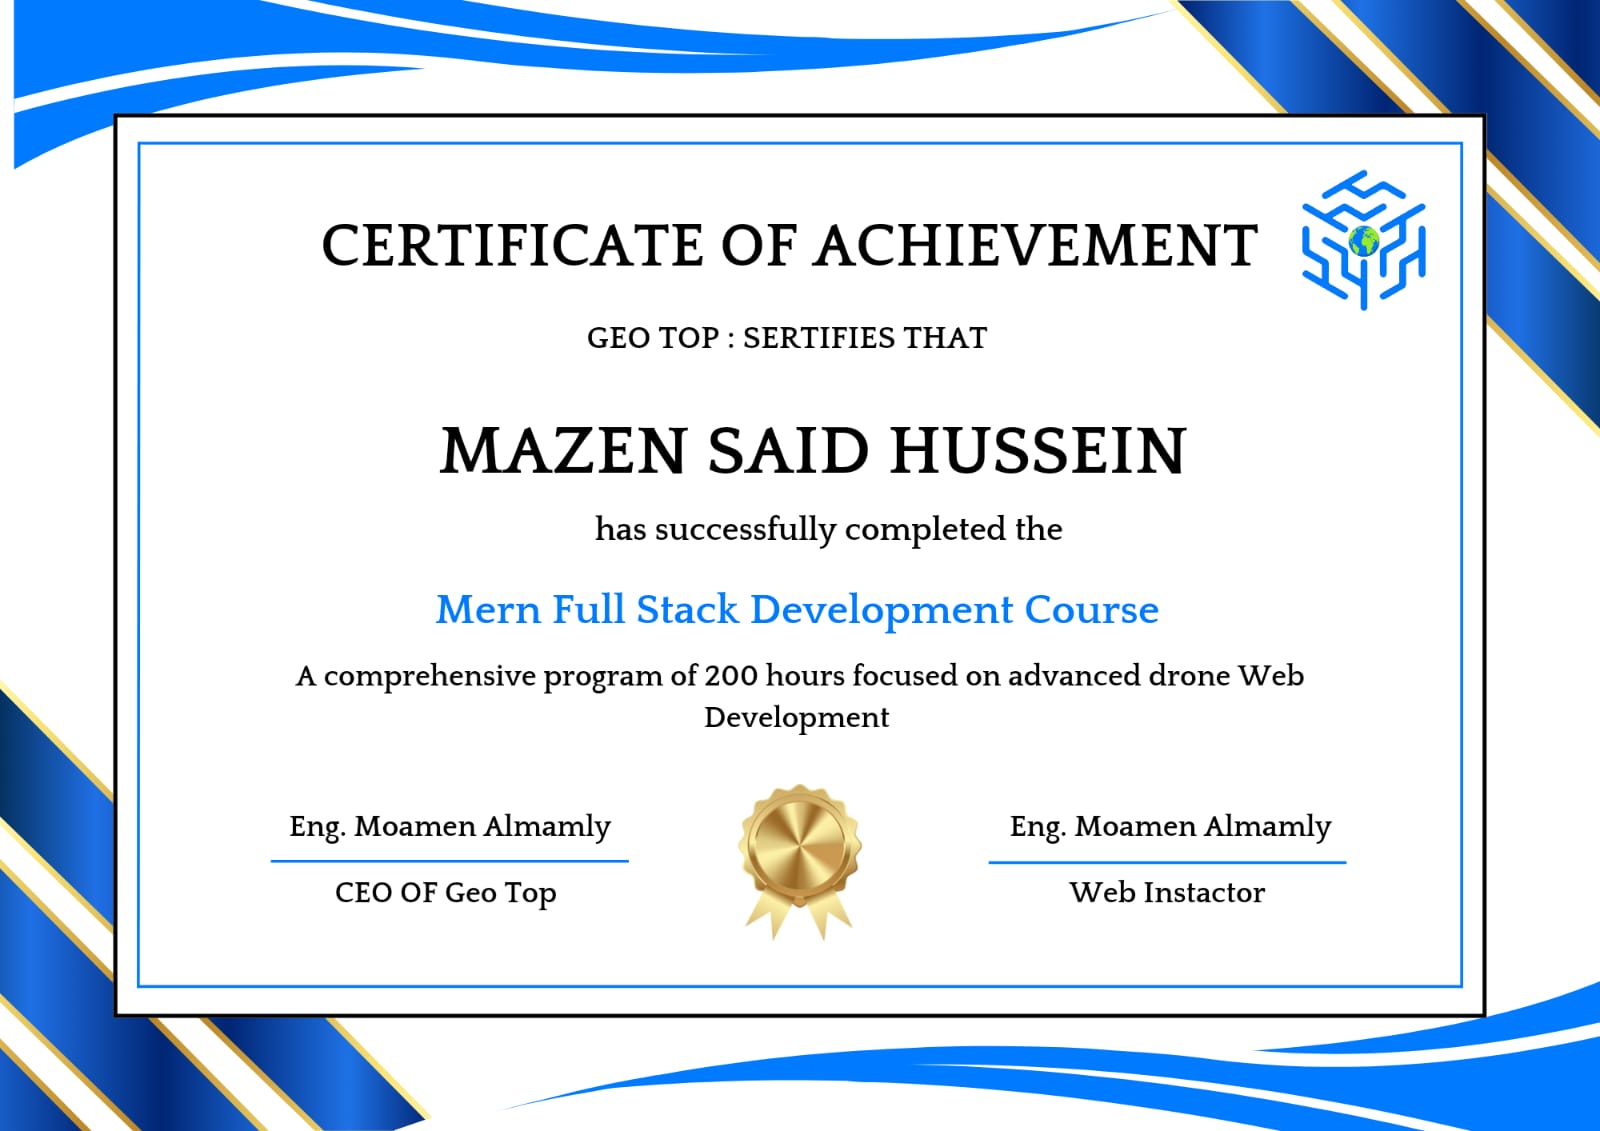 CERTIFICATE OF ACHIEVEMENT
GEO TOP : SERTIFIES THAT
MAZEN SAID HUSSEIN
has successfully completed the
Mern Full Stack Development Course
A comprehensive program of 200 hours focused on advanced drone Web
Development
Eng. Moamen Almamly
CEO OF Geo Top
Eng. Moamen Almamly
Web Instactor